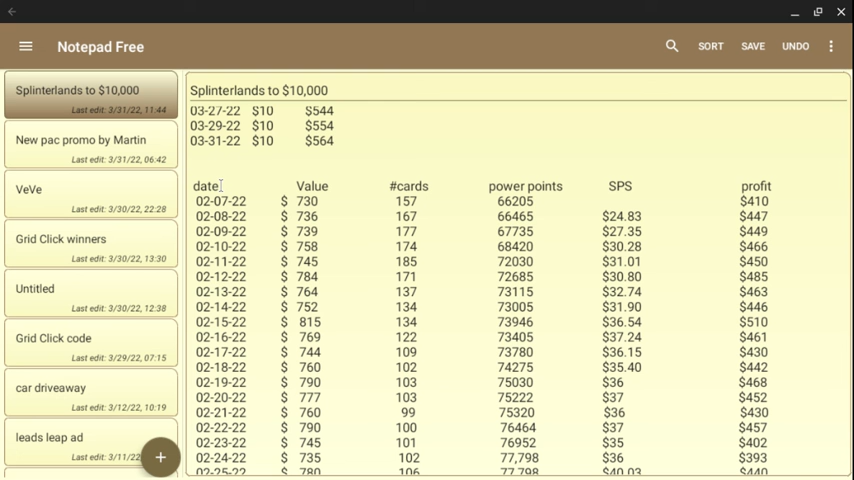 Notepad Free
SORT
SAVE
UNDO
Splinterlands to $10,000
Last edit: 3/31/22, 11:44
New pac promo by Martin
Last edit: 3/31/22, 06:42
VeVe
Last edit: 3/30/22, 22:28
Grid Click winners
Last edit: 3/30/22, 13:30
Untitled
Last edit: 3/30/22, 12:38
Grid Click code
Last edit: 3/29/22, 07:15
car driveaway
Last edit: 3/12/22, 10:19
leads leap ad
Last edit: 3/11/22
+
Splinterlands to $10,000
03-27-22 $10 $544
03-29-22 $10 $554
03-31-22 $10 $564
date Value #cards power points SPS profit
02-07-22 $ 730 157 66205 $410
02-08-22 $ 736 167 66465 $24.83 $447
02-09-22 $ 739 177 67735 $27.35 $449
02-10-22 $ 758 174 68420 $30.28 $466
02-11-22 $ 745 185 72030 $31.01 $450
02-12-22 $ 784 171 72685 $30.80 $485
02-13-22 $ 764 137 73115 $32.74 $463
02-14-22 $ 752 134 73005 $31.90 $446
02-15-22 $ 815 134 73946 $36.54 $510
02-16-22 $ 769 122 73405 $37.24 $461
02-17-22 $ 744 109 73780 $36.15 $430
02-18-22 $ 760 102 74275 $35.40 $442
02-19-22 $ 790 103 75030 $36 $468
02-20-22 $ 777 103 75222 $37 $452
02-21-22 $ 760 99 75320 $36 $430
02-22-22 $ 790 100 76464 $37 $457
02-23-22 $ 745 101 76952 $35 $402
02-24-22 $ 735 102 77,798 $36 $393
02-25-22 $ 780 106 77,798 $40.03 $440